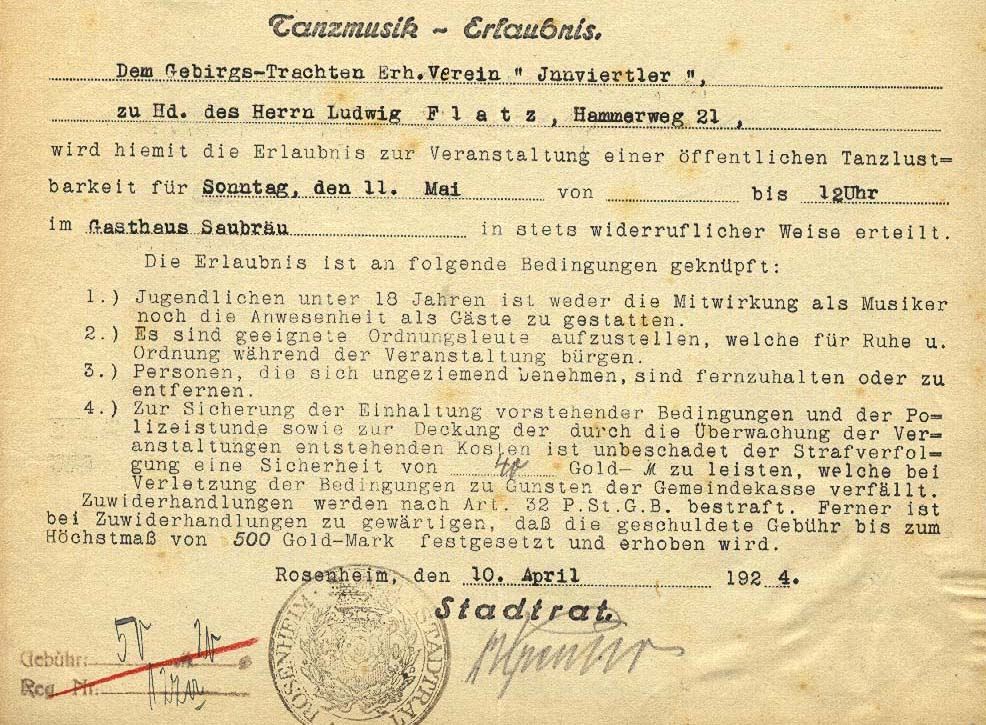 Tanzmusik ~ Erlaubnis.
Dem Gebirgs-Trachten Erh.Verein " Jnnviertler ",
zu Hd. des Herrn Ludwig F l a t z , Hammerweg 21 ,
wird hiemit die Erlaubnis zur Veranstaltung einer öffentlichen Tanzlust=
barkeit für Sonntag, den 11. Mai von bis 12Uhr
im Gasthaus Saubräu in stets widerruflicher Weise erteilt.
Die Erlaubnis ist an folgende Bedingungen geknüpft:
1.) Jugendlichen unter 18 Jahren ist weder die Mitwirkung als Musiker
noch die Anwesenheit als Gäste zu gestatten.
2.) Es sind geeignete Ordnungsleute aufzustellen, welche für Ruhe u.
Ordnung während der Veranstaltung bürgen.
3.) Personen, die sich ungeziemend benehmen, sind fernzuhalten oder zu
entfernen.
4.) Zur Sicherung der Einhaltung vorstehender Bedingungen und der Po=
lizeistunde sowie zur Deckung der durch die Überwachung der Ver=
anstaltungen entstehenden Kosten ist unbeschadet der Strafverfol=
gung eine Sicherheit von 40 Gold- M zu leisten, welche bei
Verletzung der Bedingungen zu Gunsten der Gemeindekasse verfällt.
Zuwiderhandlungen werden nach Art. 32 P.St.G.B. bestraft. Ferner ist
bei Zuwiderhandlungen zu gewärtigen, daß die geschuldete Gebühr bis zum
Höchstmaß von 500 Gold-Mark festgesetzt und erhoben wird.
Rosenheim, den 10. April 192 4.
Stadtrat.
STADTRAT ROSENHEIM
Gebühr: 50
Reg. Nr.